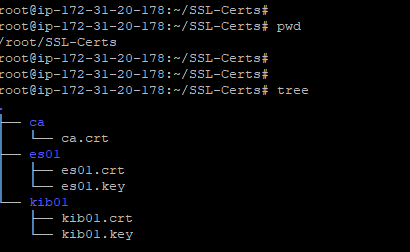 root@ip-172-31-20-178:~/SSL-Certs#
root@ip-172-31-20-178:~/SSL-Certs# pwd
/root/SSL-Certs
root@ip-172-31-20-178:~/SSL-Certs#
root@ip-172-31-20-178:~/SSL-Certs#
root@ip-172-31-20-178:~/SSL-Certs# tree
.
├── ca
│   └── ca.crt
├── es01
│   ├── es01.crt
│   └── es01.key
└── kib01
    ├── kib01.crt
    └── kib01.key